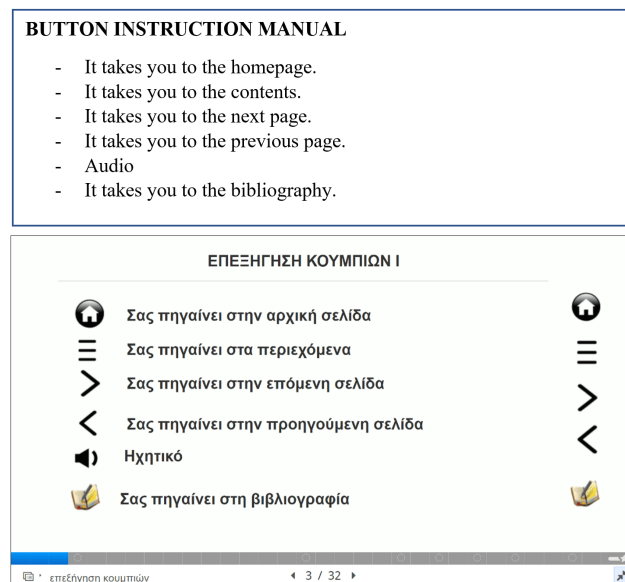 BUTTON INSTRUCTION MANUAL
- It takes you to the homepage.
- It takes you to the contents.
- It takes you to the next page.
- It takes you to the previous page.
- Audio
- It takes you to the bibliography.
ΕΠΕΞΗΓΗΣΗ ΚΟΥΜΠΙΩΝ Ι
Σας πηγαίνει στην αρχική σελίδα
Σας πηγαίνει στα περιεχόμενα
Σας πηγαίνει στην επόμενη σελίδα
Σας πηγαίνει στην προηγούμενη σελίδα
Ηχητικό
Σας πηγαίνει στη βιβλιογραφία
επεξήγηση κουμπιών 3 / 32